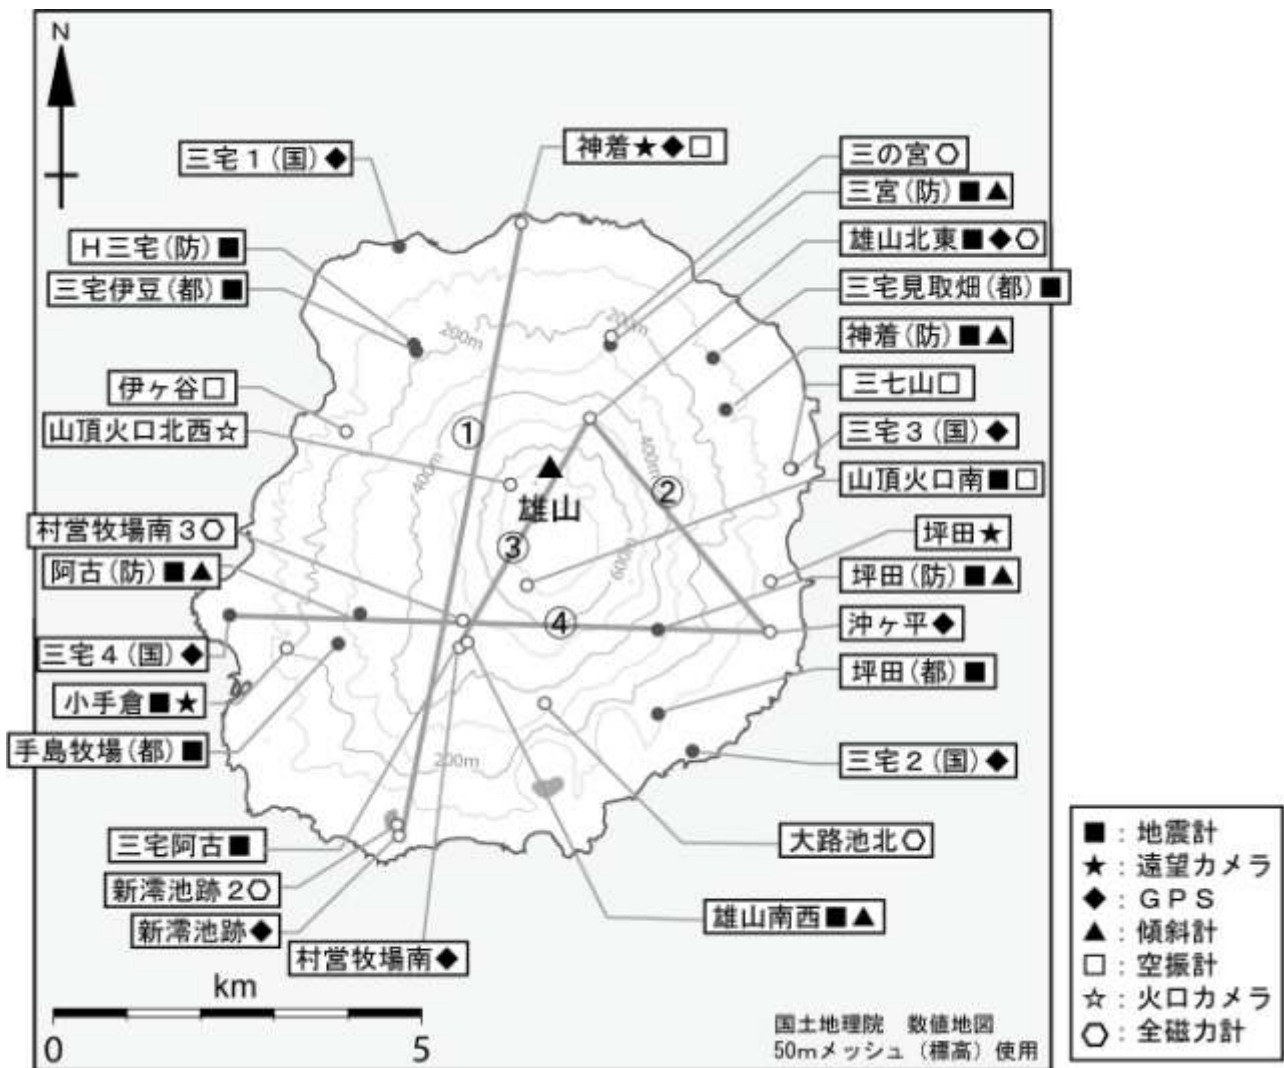 N
三宅1(国)◆
神着★◆□
三の宮⬡
三宮(防)■▲
H三宅(防)■
雄山北東■◆⬡
三宅伊豆(都)■
三宅見取畑(都)■
200m
200m
神着(防)■▲
伊ヶ谷□
三七山□
山頂火口北西☆
①
三宅3(国)◆
400m
400m
山頂火口南■□
②
雄山
村営牧場南3⬡
坪田★
③
阿古(防)■▲
600m
坪田(防)■▲
④
沖ヶ平◆
三宅4(国)◆
坪田(都)■
小手倉■★
手島牧場(都)■
200m
三宅2(国)◆
三宅阿古■
大路池北⬡
新澪池跡2⬡
雄山南西■▲
新澪池跡◆
村営牧場南◆
km
0
5
国土地理院 数値地図
50mメッシュ(標高)使用
■:地震計
★:遠望カメラ
◆:GPS
▲:傾斜計
□:空振計
☆:火口カメラ
⬡:全磁力計